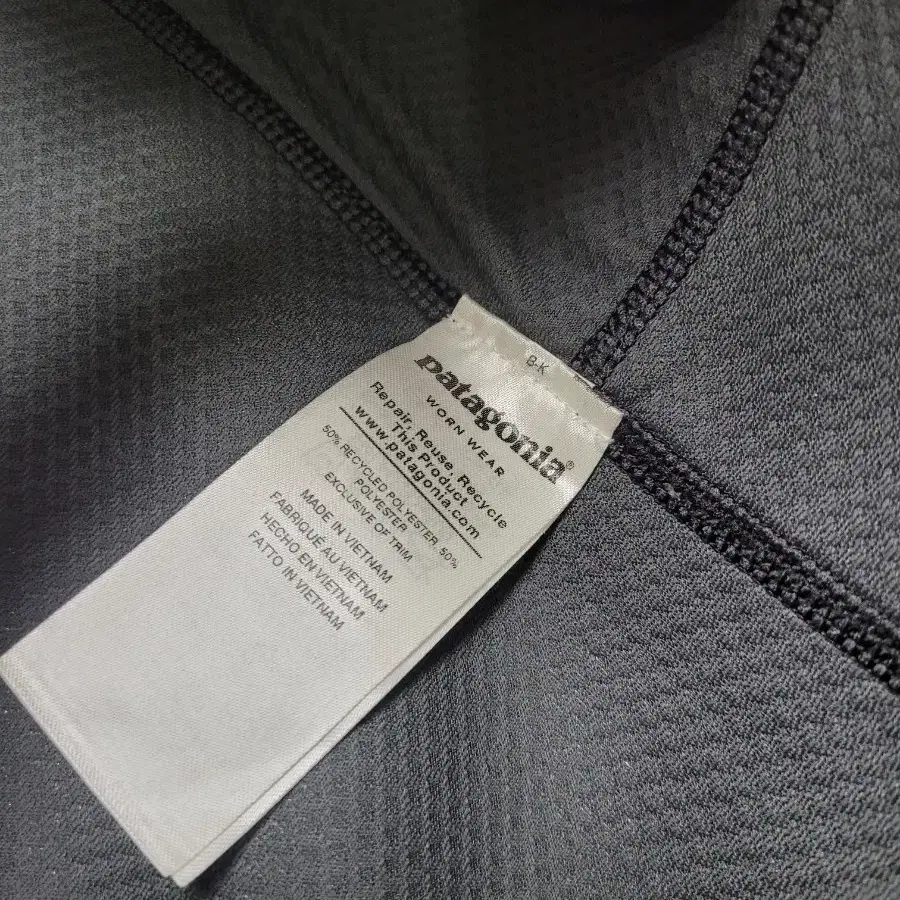 B-K
patagonia®
WORN WEAR
Repair, Reuse, Recycle
This Product
www.patagonia.com
50% RECYCLED POLYESTER, 50%
POLYESTER
EXCLUSIVE OF TRIM
MADE IN VIETNAM
FABRIQUÉ AU VIETNAM
HECHO EN VIETNAM
FATTO IN VIETNAM